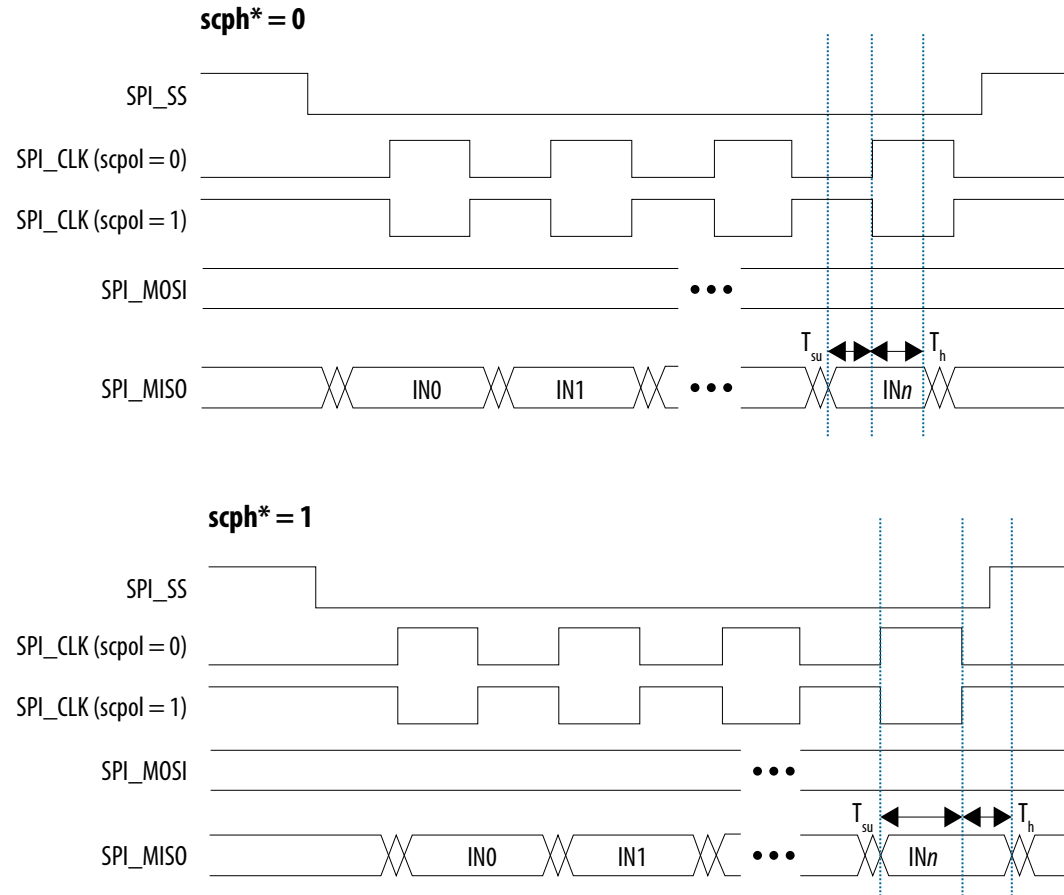 scph* = 0
SPI_SS
SPI_CLK (scpol = 0)
SPI_CLK (scpol = 1)
SPI_MOSI
•••
Tsu
Th
SPI_MISO
IN0
IN1
•••
INn
scph* = 1
SPI_SS
SPI_CLK (scpol = 0)
SPI_CLK (scpol = 1)
SPI_MOSI
•••
Tsu
Th
SPI_MISO
IN0
IN1
•••
INn